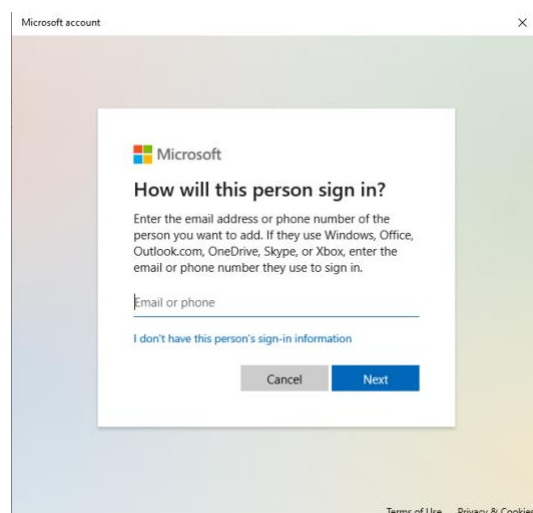 Microsoft account
Microsoft
How will this person sign in?
Enter the email address or phone number of the
person you want to add. If they use Windows, Office,
Outlook.com, OneDrive, Skype, or Xbox, enter the
email or phone number they use to sign in.
Email or phone
I don't have this person's sign-in information
Cancel Next
Terms of Use Privacy & Cookies